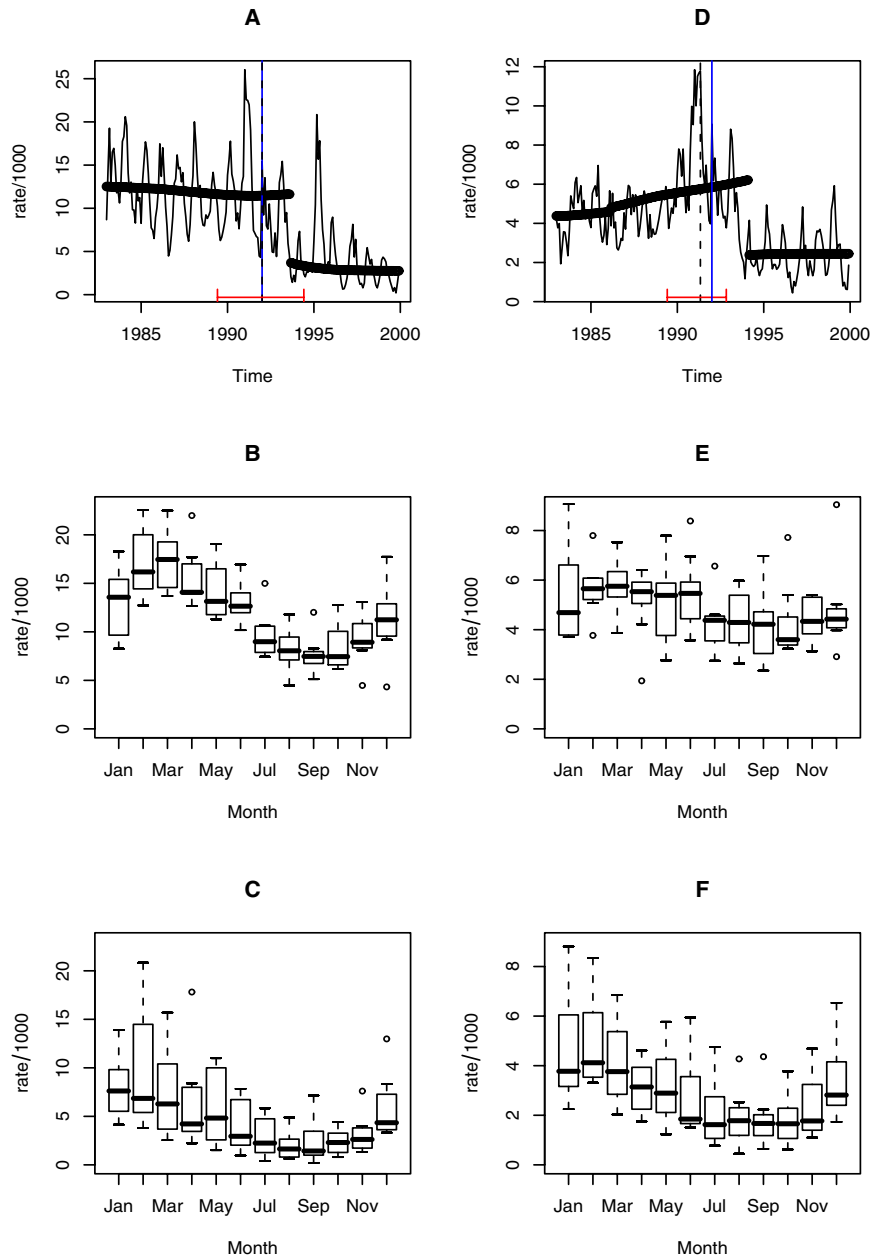 A
rate/1000
0 5 10 15 20 25
1985 1990 1995 2000
Time
D
rate/1000
0 2 4 6 8 10 12
1985 1990 1995 2000
Time
B
rate/1000
0 5 10 15 20
Jan Mar May Jul Sep Nov
Month
E
rate/1000
0 2 4 6 8
Jan Mar May Jul Sep Nov
Month
C
rate/1000
0 5 10 15 20
Jan Mar May Jul Sep Nov
Month
F
rate/1000
0 2 4 6 8
Jan Mar May Jul Sep Nov
Month